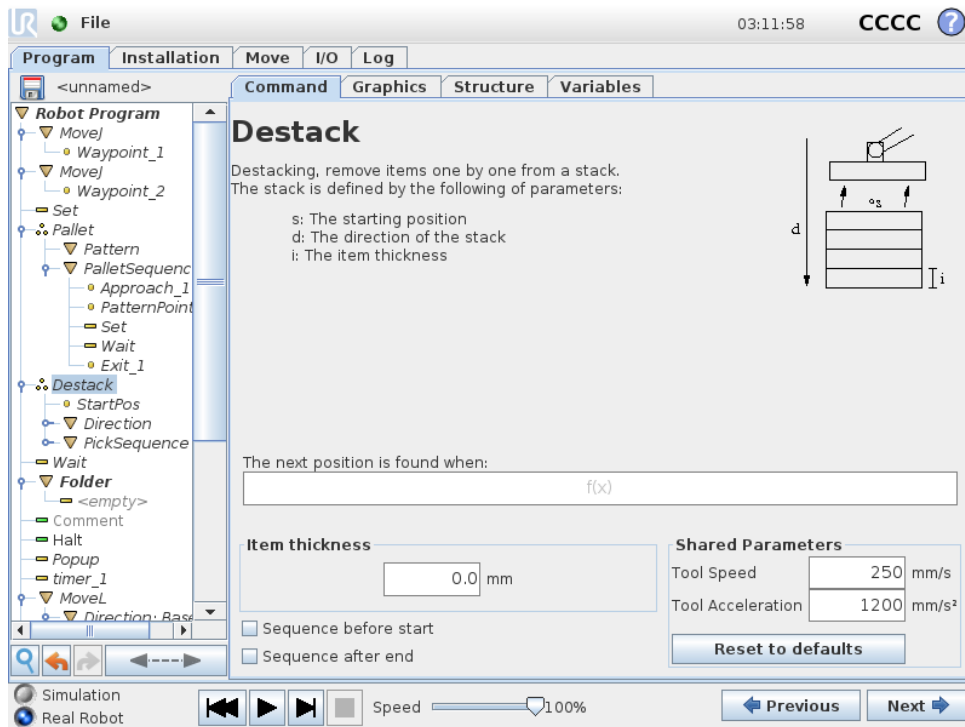 UR File 03:11:58 CCCC ?
Program Installation Move I/O Log
<unnamed>
Command Graphics Structure Variables
Robot Program
MoveJ
Waypoint_1
MoveJ
Waypoint_2
Set
Pallet
Pattern
PalletSequenc
Approach_1
PatternPoint
Set
Wait
Exit_1
Destack
StartPos
Direction
PickSequence
Wait
Folder
<empty>
Comment
Halt
Popup
timer_1
MoveL
Direction: Base
Destack
Destacking, remove items one by one from a stack.
The stack is defined by the following of parameters:
s: The starting position
d: The direction of the stack
i: The item thickness
s
d
i
The next position is found when:
f(x)
Item thickness
0.0 mm
Sequence before start
Sequence after end
Shared Parameters
Tool Speed 250 mm/s
Tool Acceleration 1200 mm/s²
Reset to defaults
Simulation
Real Robot
Speed 100%
Previous Next